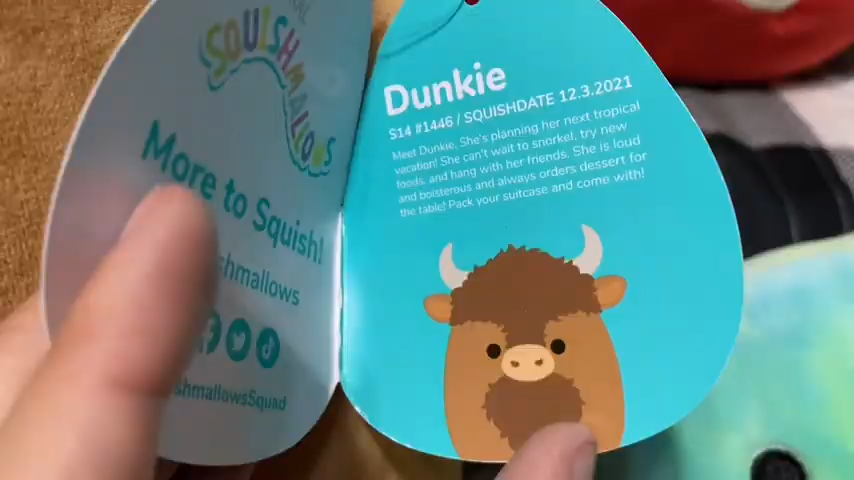 SQUISHMALLOWS
More to Squish!
Dunkie
S14 #1446 / SQUISHDATE 12.3.2021
Meet Dunkie. She's planning her next tropical
vacation! She can't wait to snorkel, try new
foods, and hang with her friends. She is loud
and boisterous and always orders dessert for
the table! Pack your suitcase and come with!